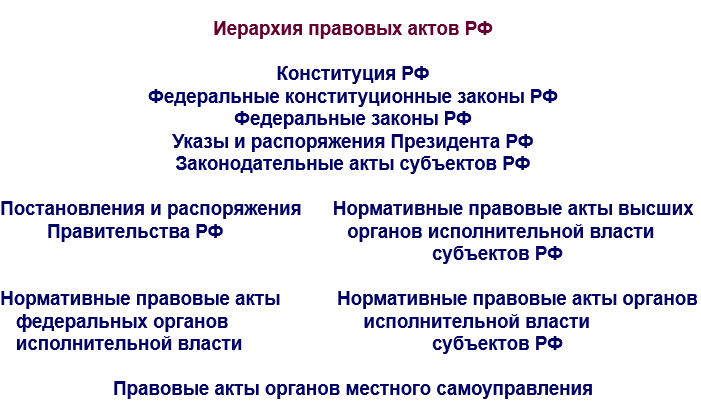 Иерархия правовых актов РФ
Конституция РФ
Федеральные конституционные законы РФ
Федеральные законы РФ
Указы и распоряжения Президента РФ
Законодательные акты субъектов РФ
Постановления и распоряжения
Правительства РФ
Нормативные правовые акты высших
органов исполнительной власти
субъектов РФ
Нормативные правовые акты
федеральных органов
исполнительной власти
Нормативные правовые акты органов
исполнительной власти
субъектов РФ
Правовые акты органов местного самоуправления